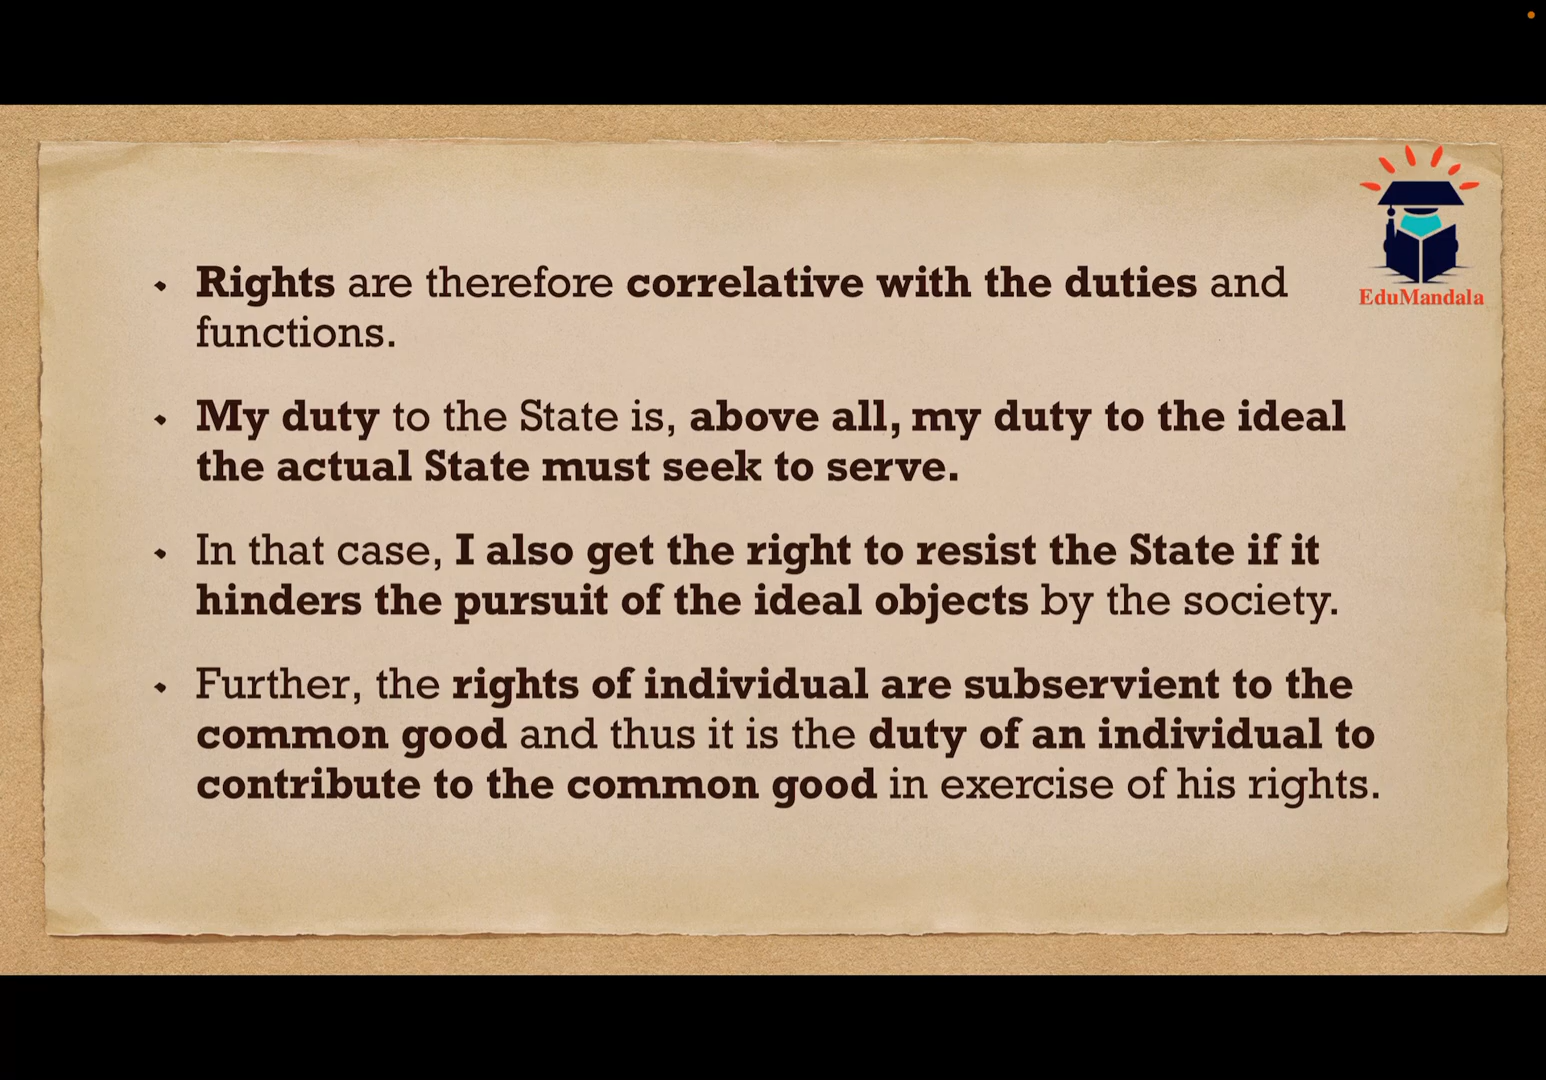 Rights are therefore correlative with the duties and
functions.
My duty to the State is, above all, my duty to the ideal
the actual State must seek to serve.
In that case, I also get the right to resist the State if it
hinders the pursuit of the ideal objects by the society.
Further, the rights of individual are subservient to the
common good and thus it is the duty of an individual to
contribute to the common good in exercise of his rights.
EduMandala